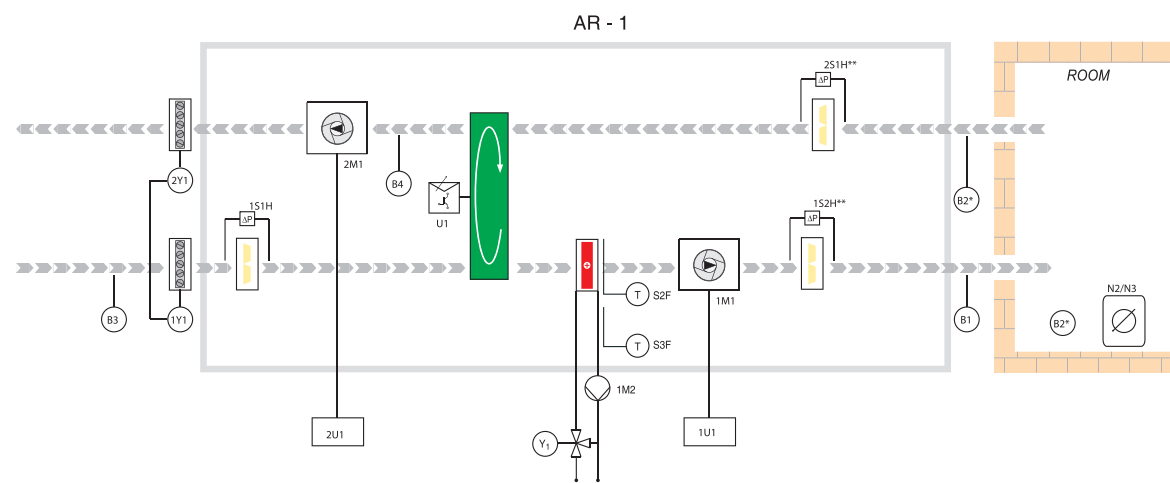 AR - 1
ROOM
2S1H**
ΔP
2M1
2Y1
B4
U1
B2*
1S1H
ΔP
1S2H**
ΔP
T
S2F
1M1
N2/N3
B3
1Y1
B1
B2*
T
S3F
1M2
2U1
Y1
1U1